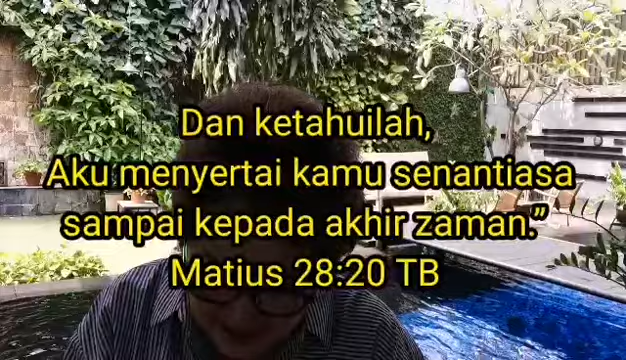 Dan ketahuilah,
Aku menyertai kamu senantiasa
sampai kepada akhir zaman.”
Matius 28:20 TB